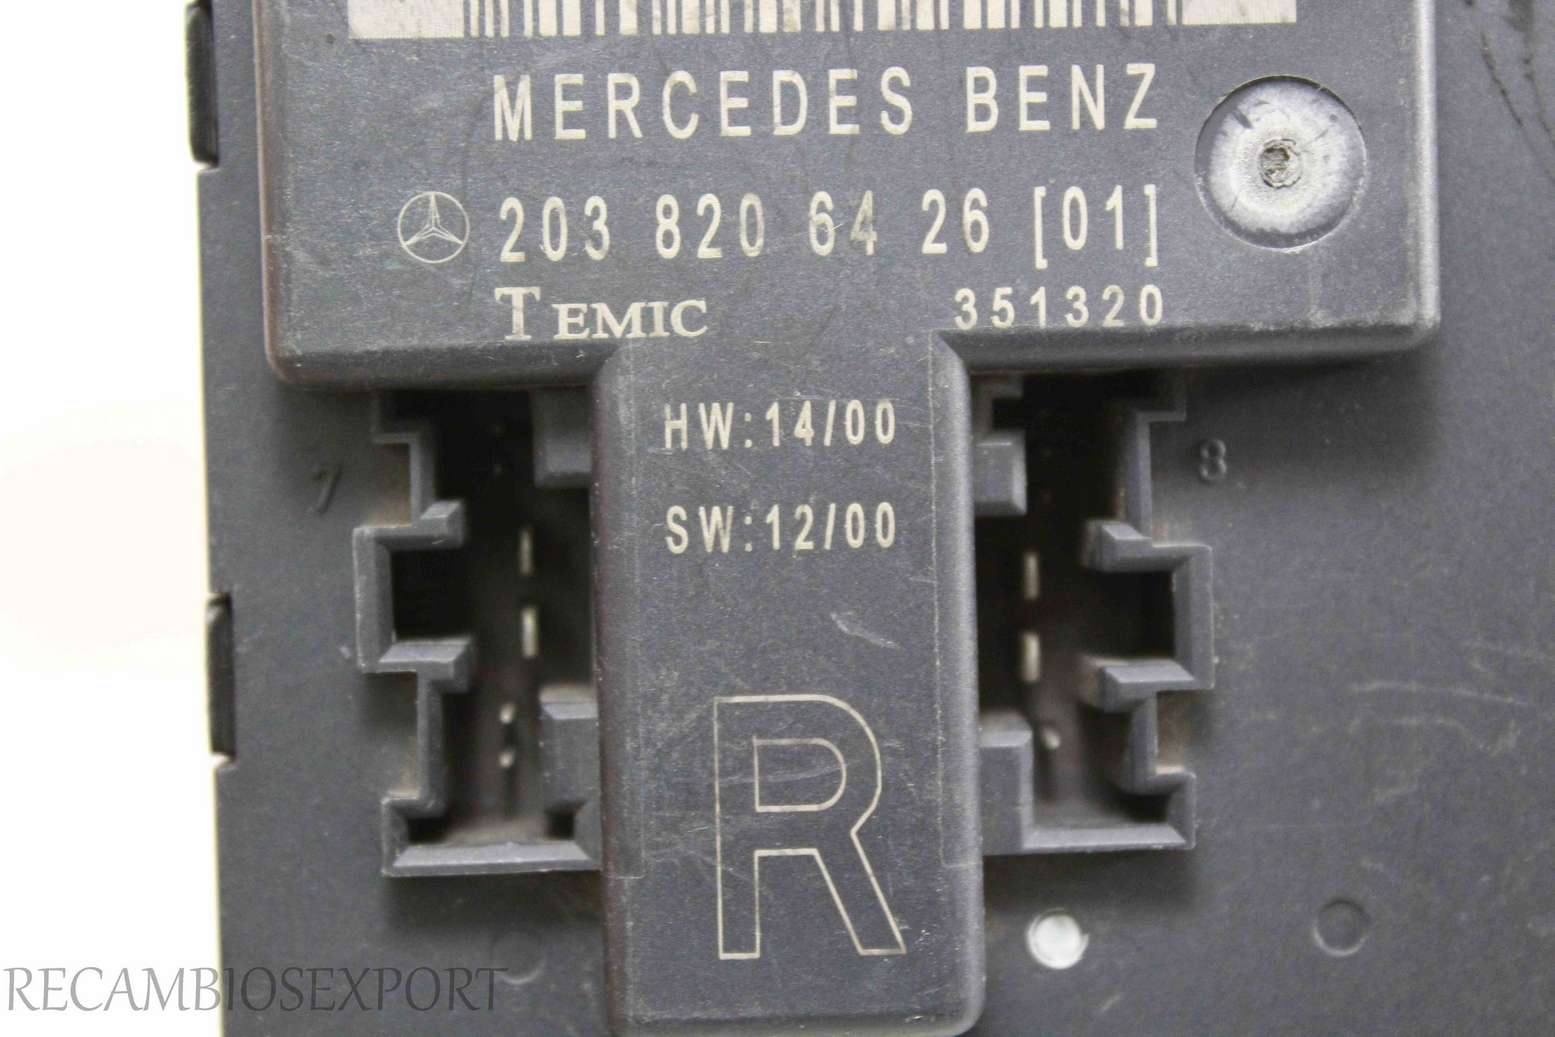 MERCEDES BENZ
203 820 64 26 [01]
TEMIC 351320
HW:14/00
SW:12/00
7 8
R
RECAMBIOSEXPORT